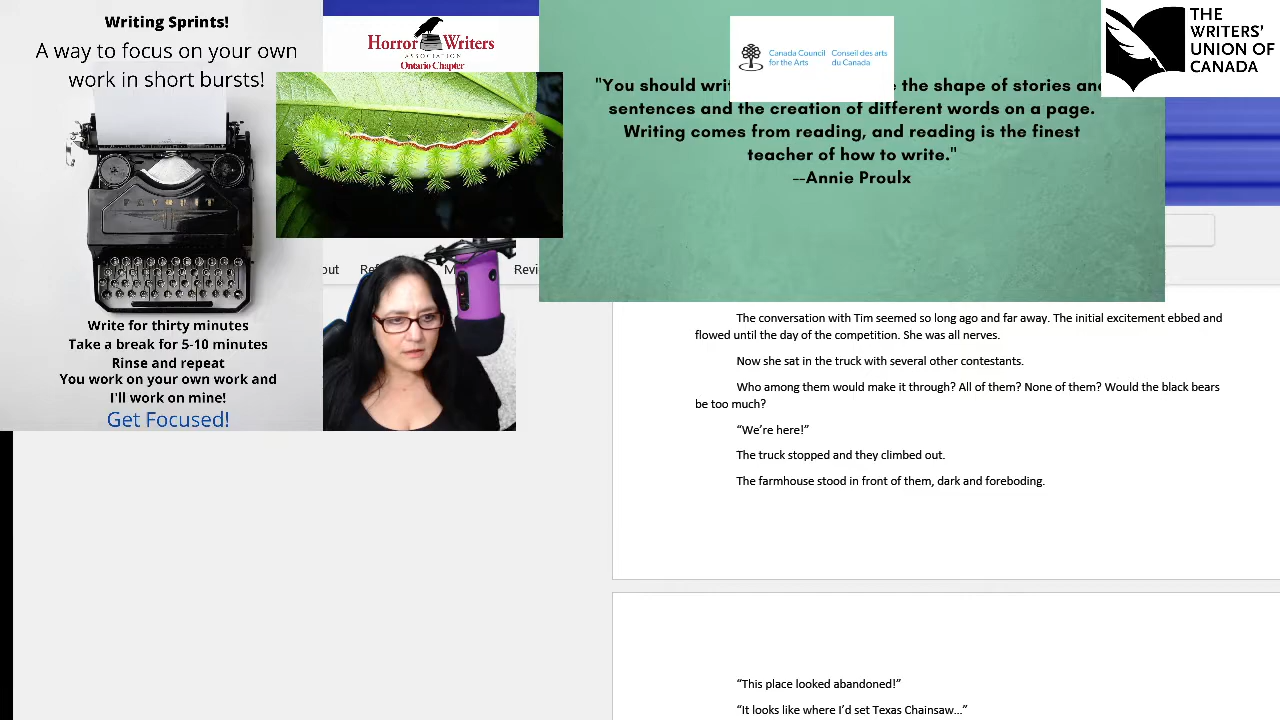 Writing Sprints!
A way to focus on your own
work in short bursts!
PATRIT
Write for thirty minutes
Take a break for 5-10 minutes
Rinse and repeat
You work on your own work and
I'll work on mine!
Get Focused!
Horror Writers
ASSOCIATION
Ontario Chapter
Canada Council
for the Arts
Conseil des arts
du Canada
"You should writ e the shape of stories and
sentences and the creation of different words on a page.
Writing comes from reading, and reading is the finest
teacher of how to write."
--Annie Proulx
THE
WRITERS'
UNION OF
CANADA
out Ref M Revi
The conversation with Tim seemed so long ago and far away. The initial excitement ebbed and
flowed until the day of the competition. She was all nerves.
Now she sat in the truck with several other contestants.
Who among them would make it through? All of them? None of them? Would the black bears
be too much?
“We’re here!”
The truck stopped and they climbed out.
The farmhouse stood in front of them, dark and foreboding.
“This place looked abandoned!”
“It looks like where I’d set Texas Chainsaw…”